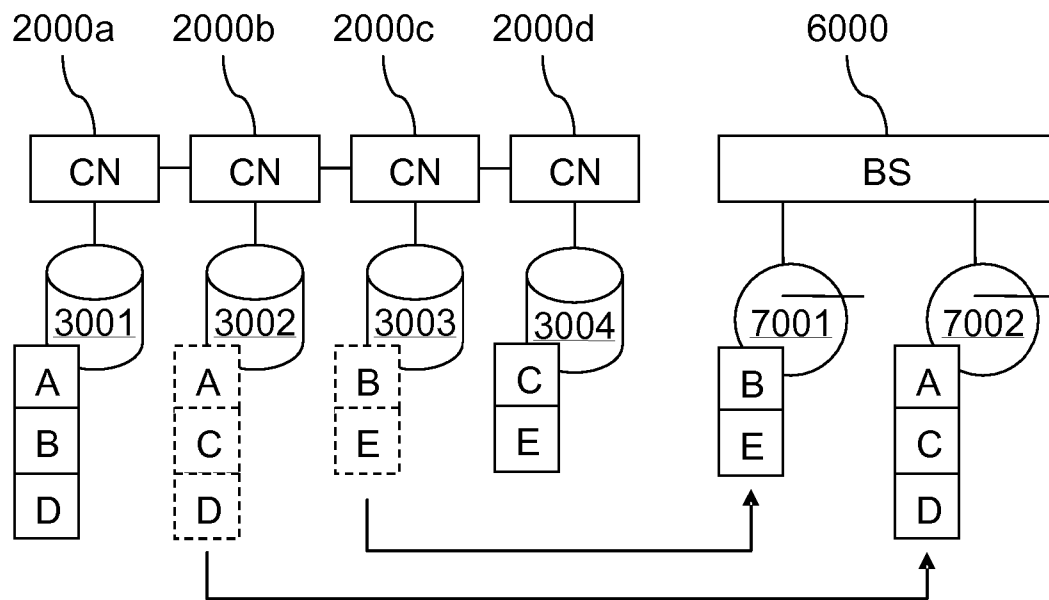 2000a 2000b 2000c 2000d 6000
CN CN CN CN BS
3001 3002 3003 3004 7001 7002
A A B C B A
B C E E E C
D D D